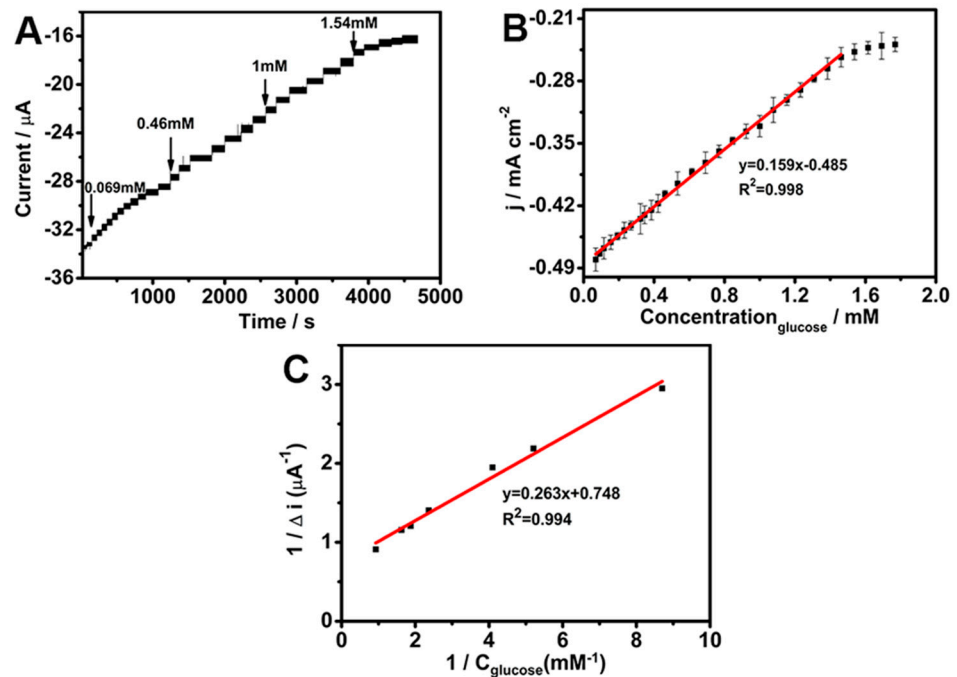 A
-16
-20
-24
-28
-32
-36
Current / μA
0.069mM
0.46mM
1mM
1.54mM
1000 2000 3000 4000 5000
Time / s
B
-0.21
-0.28
-0.35
-0.42
-0.49
j / mA cm-2
y=0.159x-0.485
R2=0.998
0.0 0.4 0.8 1.2 1.6 2.0
Concentrationglucose / mM
C
3
2
1
0
1 / Δ i (μA-1)
y=0.263x+0.748
R2=0.994
0 2 4 6 8 10
1 / Cglucose(mM-1)